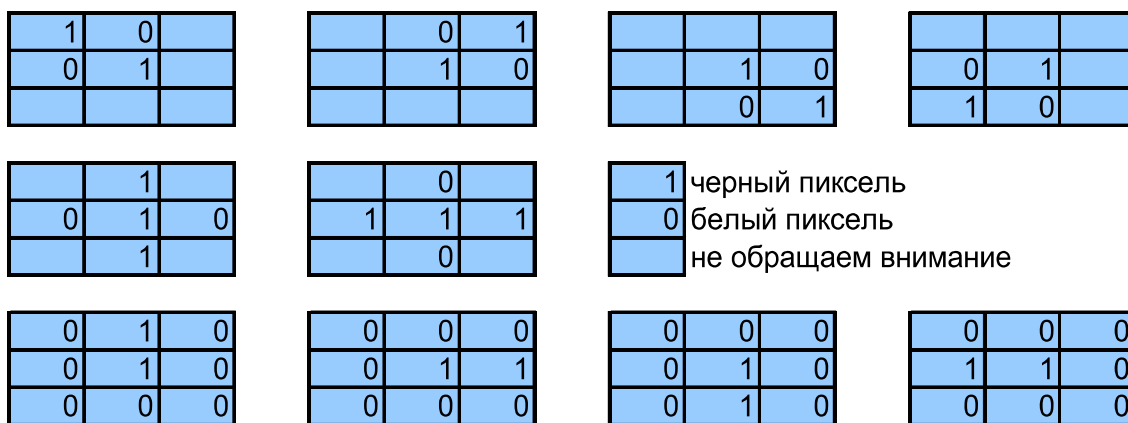 1 0 0 1
0 1 1 0 1 0 0 1
0 1 1 0
1 0 1 черный пиксель
0 1 0 1 1 1 0 белый пиксель
1 0 не обращаем внимание
0 1 0 0 0 0 0 0 0 0 0 0
0 1 0 0 1 1 0 1 0 1 1 0
0 0 0 0 0 0 0 1 0 0 0 0